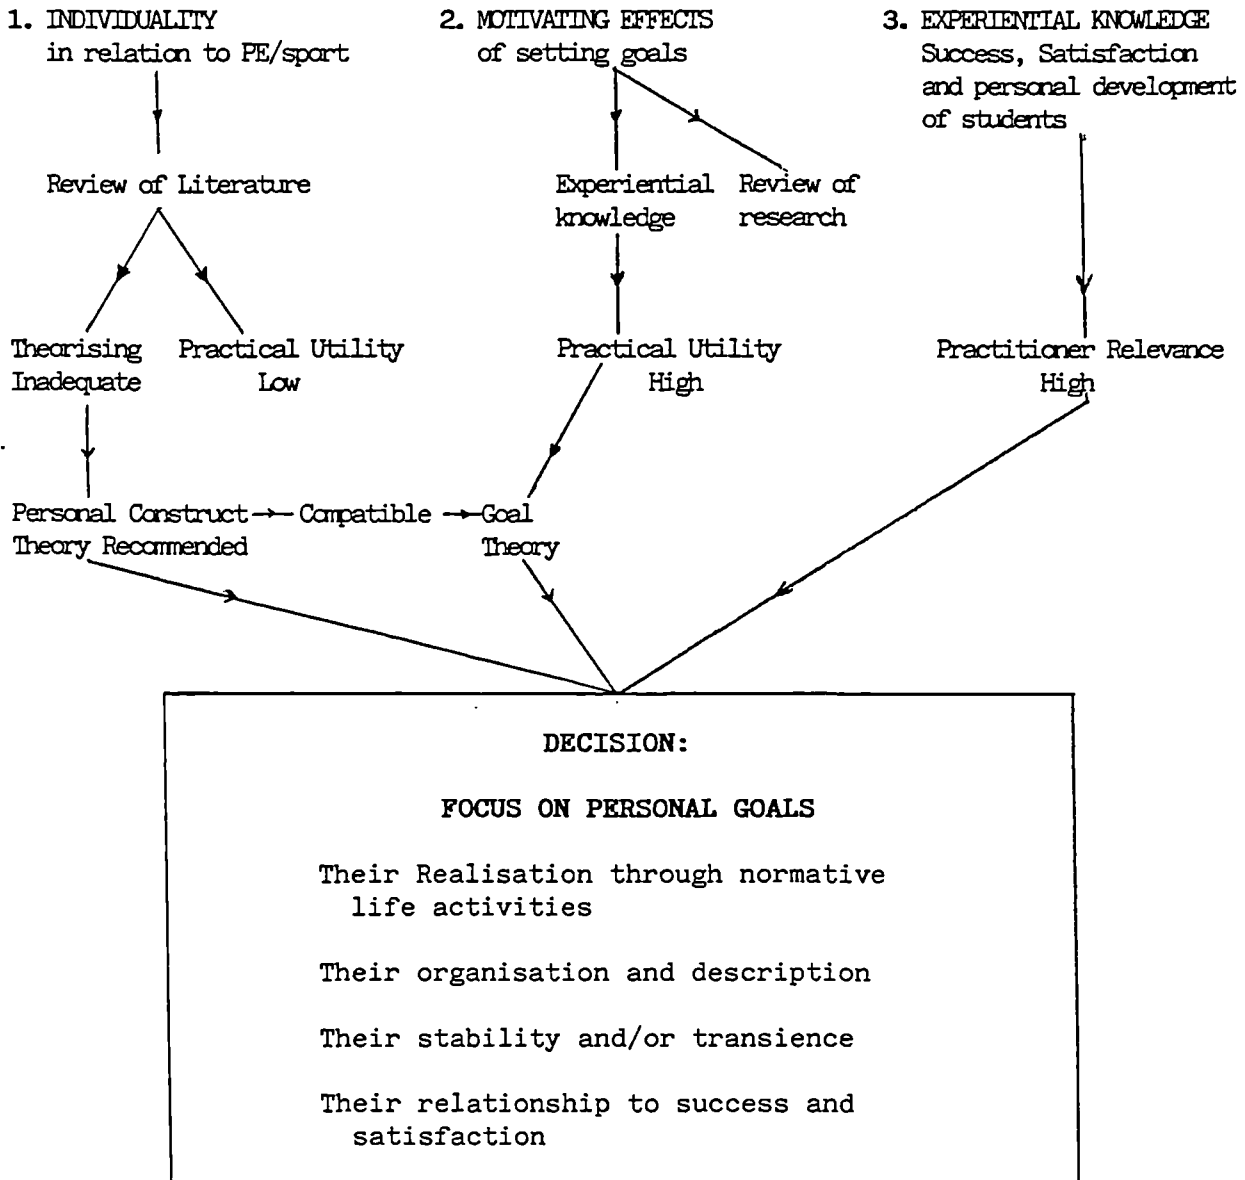 1. INDIVIDUALITY
in relation to PE/sport
2. MOTIVATING EFFECTS
of setting goals
3. EXPERIENTIAL KNOWLEDGE
Success, Satisfaction
and personal development
of students
Review of Literature
Experiential
knowledge
Review of
research
Theorising
Inadequate
Practical Utility
Low
Practical Utility
High
Practitioner Relevance
High
Personal Construct
Theory Recommended
Compatible
Goal
Theory
DECISION:
FOCUS ON PERSONAL GOALS
Their Realisation through normative
life activities
Their organisation and description
Their stability and/or transience
Their relationship to success and
satisfaction